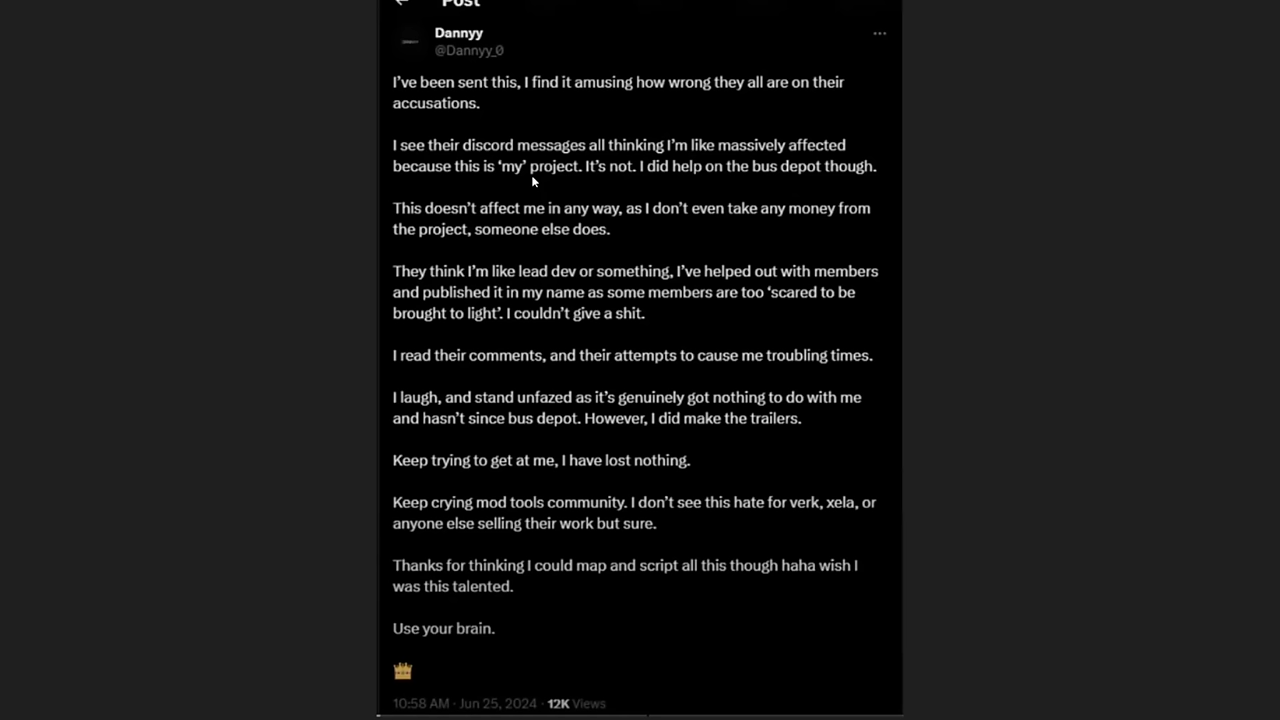 Post
Dannyy
@Dannyy_0
I've been sent this, I find it amusing how wrong they all are on their
accusations.
I see their discord messages all thinking I'm like massively affected
because this is ‘my’ project. It's not. I did help on the bus depot though.
This doesn't affect me in any way, as I don't even take any money from
the project, someone else does.
They think I'm like lead dev or something, I've helped out with members
and published it in my name as some members are too ‘scared to be
brought to light’. I couldn't give a shit.
I read their comments, and their attempts to cause me troubling times.
I laugh, and stand unfazed as it's genuinely got nothing to do with me
and hasn't since bus depot. However, I did make the trailers.
Keep trying to get at me, I have lost nothing.
Keep crying mod tools community. I don't see this hate for verk, xela, or
anyone else selling their work but sure.
Thanks for thinking I could map and script all this though haha wish I
was this talented.
Use your brain.
10:58 AM · Jun 25, 2024 · 12K Views